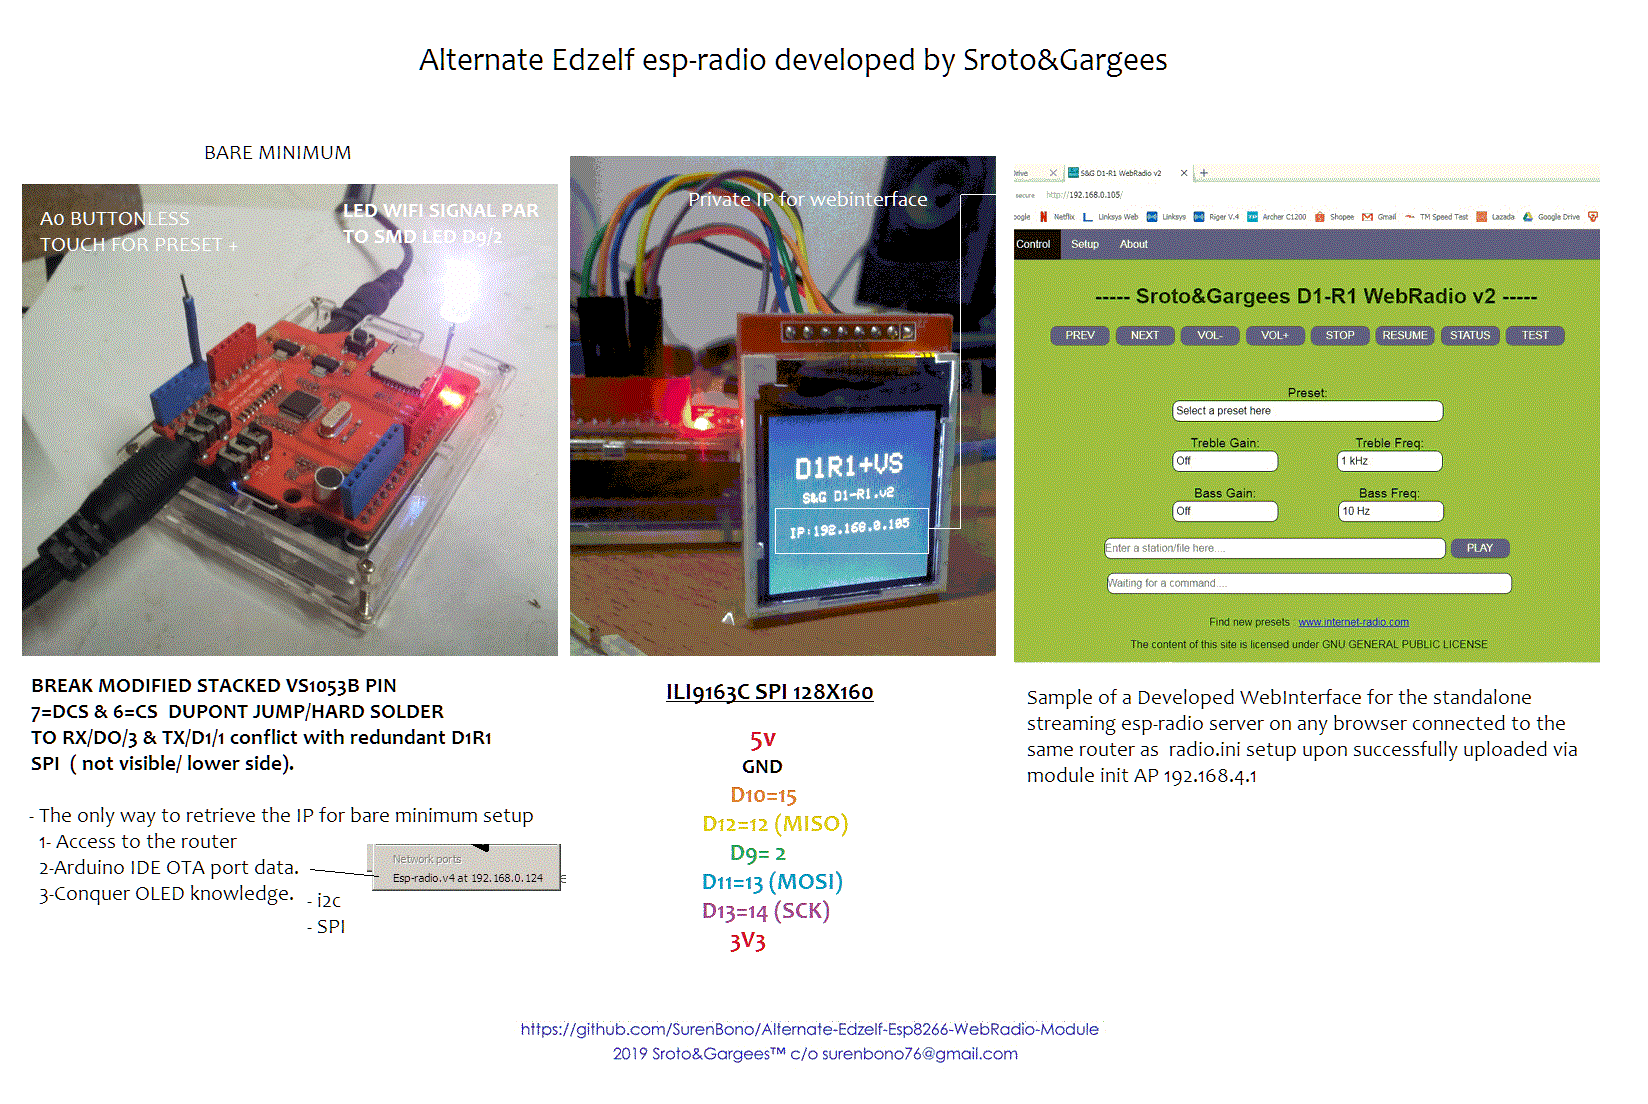 Alternate Edzelf esp-radio developed by Sroto&Gargees
BARE MINIMUM
A0 BUTTONLESS
TOUCH FOR PRESET +
LED WIFI SIGNAL PAR
TO SMD LED D9/2
BREAK MODIFIED STACKED VS1053B PIN
7=DCS & 6=CS DUPONT JUMP/HARD SOLDER
TO RX/DO/3 & TX/D1/1 conflict with redundant D1R1
SPI ( not visible/ lower side).
- The only way to retrieve the IP for bare minimum setup
1- Access to the router
2-Arduino IDE OTA port data.
3-Conquer OLED knowledge.
- i2c
- SPI
Network ports
Esp-radio.v4 at 192.168.0.124
Private IP for webinterface
D1R1+VS
S&G D1-R1.v2
IP:192.168.0.105
ILI9163C SPI 128X160
5v
GND
D10=15
D12=12 (MISO)
D9= 2
D11=13 (MOSI)
D13=14 (SCK)
3V3
Drive S&G D1-R1 WebRadio v2
secure http://192.168.0.105/
oogle Netflix Linksys Web Linksys Riger V.4 Archer C1200 Shopee Gmail TM Speed Test Lazada Google Drive
Control Setup About
----- Sroto&Gargees D1-R1 WebRadio v2 -----
PREV NEXT VOL- VOL+ STOP RESUME STATUS TEST
Preset:
Select a preset here
Treble Gain: Treble Freq:
Off 1 kHz
Bass Gain: Bass Freq:
Off 10 Hz
Enter a station/file here.... PLAY
Waiting for a command....
Find new presets www.internet-radio.com
The content of this site is licensed under GNU GENERAL PUBLIC LICENSE
Sample of a Developed WebInterface for the standalone
streaming esp-radio server on any browser connected to the
same router as radio.ini setup upon successfully uploaded via
module init AP 192.168.4.1
https://github.com/SurenBono/Alternate-Edzelf-Esp8266-WebRadio-Module
2019 Sroto&Gargees™ c/o surenbono76@gmail.com